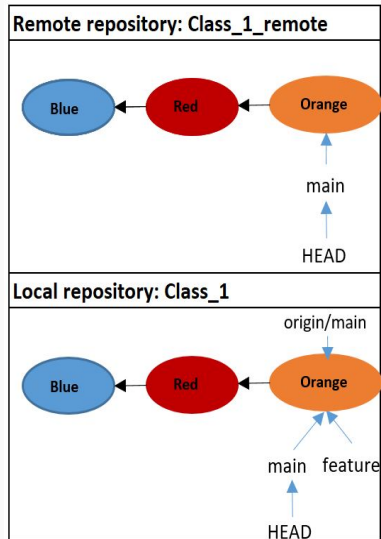 Remote repository: Class_1_remote
Blue
Red
Orange
main
HEAD
Local repository: Class_1
origin/main
Blue
Red
Orange
main
feature
HEAD